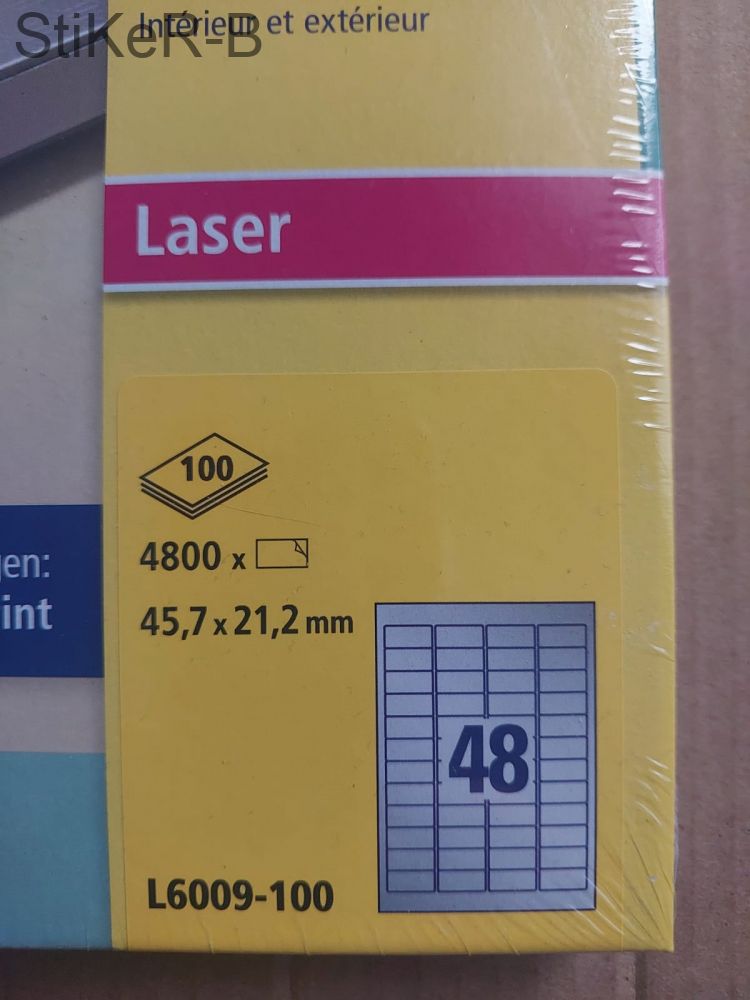 Intérieur et extérieur
StiKeR-B
Laser
100
4800 x
gen:
int
45,7 x 21,2 mm
48
L6009-100